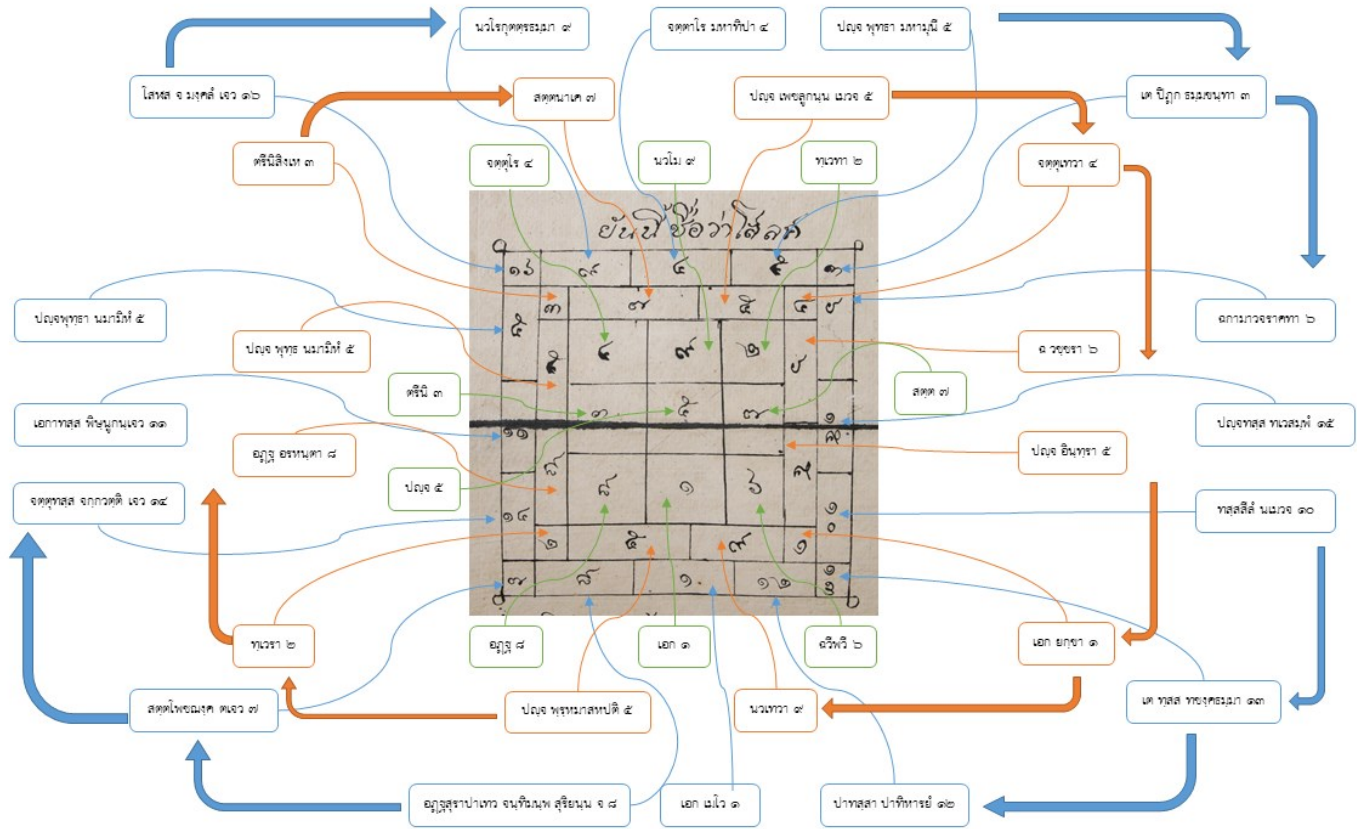 นวโรกุตตฺรธมฺมา ๙
จตฺตาโร มหาทิปา ๔
ปญฺจ พุทธา มหามุนี ๕
โสฬส จ มงฺคลํ เจว ๑๖
สตฺตนาเค ๗
ปญฺจ เพชลูกนฺน เมวจ ๕
เต ปิฏก ธมฺมขนฺทา ๓
ตรีนิสิงเห ๓
จตฺตุโร ๔
นวโม ๙
ทฺเวทา ๒
จตฺตุเทวา ๔
ยันนี้ชื่อว่าโสลศ
ปญฺจพุทฺธา นมามิหํ ๕
ฉกามาวจราคทา ๖
ปญฺจ พุทฺธ นมามิหํ ๕
ฉ วชฺชรา ๖
ตรีนิ ๓
สตฺต ๗
เอกาทสฺส พิษฺนูกนฺเจว ๑๑
ปญฺจทสฺส ทเวสมฺพํ ๑๕
อฏฺฐ อรหนฺตา ๘
ปญฺจ อินฺทฺรา ๕
ปญฺจ ๕
จตฺตุทสฺส จกฺกวตฺติ เจว ๑๔
ทสฺสสีลํ นเมวจ ๑๐
ทฺเวรา ๒
อฏฺฐ ๘
เอก ๑
ฉวีพวี ๖
เอก ยกฺขา ๑
สตฺตโพชฌงฺค ตเจว ๗
ปญฺจ พฺรหฺมาสหปติ ๕
นวเทวา ๙
เต ทฺสส ทขงฺคธมฺมา ๑๓
อฏฺฐสุราปาเทว จนฺทิมนฺพ สุริยนฺน จ ๘
เอก เมโว ๑
ปาทสฺสา ปาทิหารยํ ๑๒